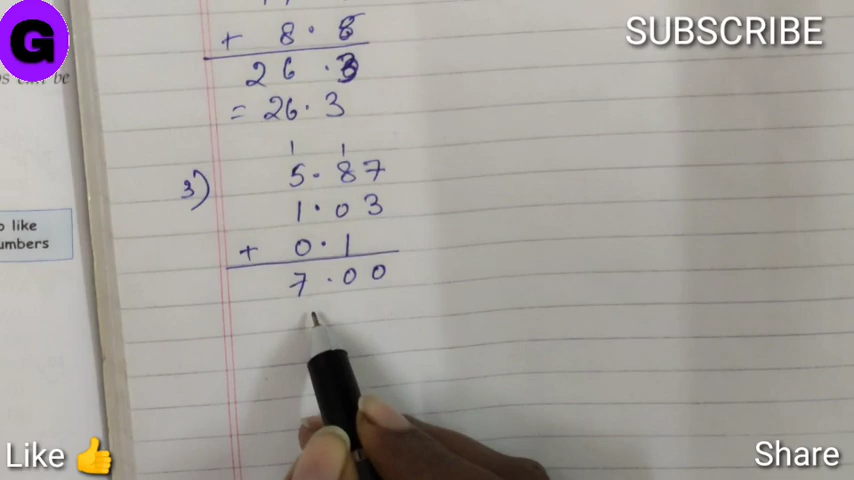 G
SUBSCRIBE
+ 8.8
26.3
= 26.3
1 1
3) 5.87
1.03
+ 0.1
7.00
o like
umbers
Like 👍
Share